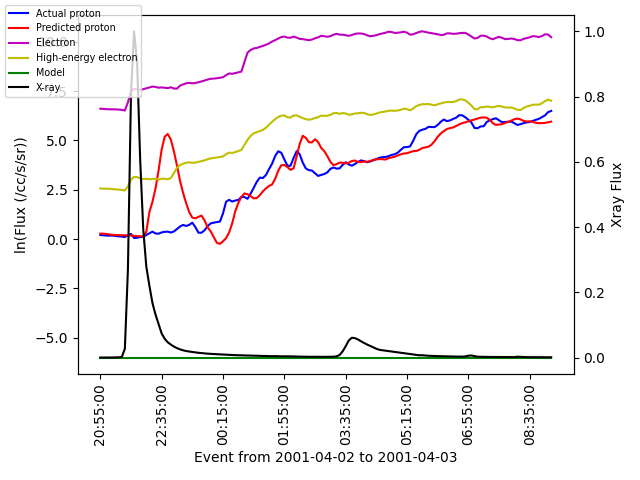 Actual proton
Predicted proton
Electron
High-energy electron
Model
X-ray
7.5
5.0
2.5
0.0
−2.5
−5.0
ln(Flux (/cc/s/sr))
1.0
0.8
0.6
0.4
0.2
0.0
Xray Flux
20:55:00
22:35:00
00:15:00
01:55:00
03:35:00
05:15:00
06:55:00
08:35:00
Event from 2001-04-02 to 2001-04-03